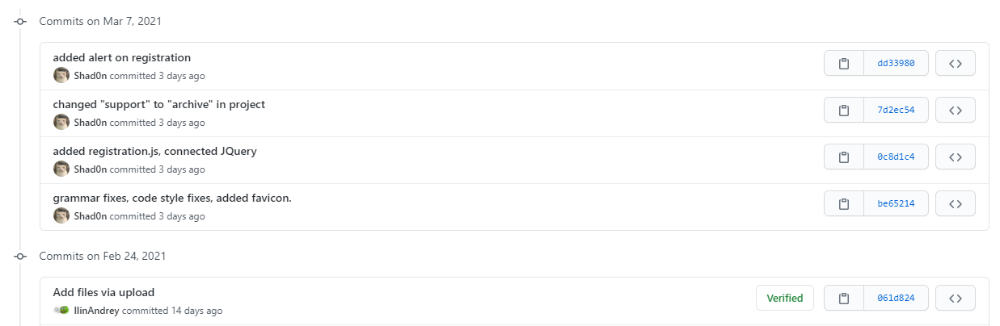 Commits on Mar 7, 2021
added alert on registration
dd33980
Shad0n committed 3 days ago
changed "support" to "archive" in project
7d2ec54
Shad0n committed 3 days ago
added registration.js, connected JQuery
0c8d1c4
Shad0n committed 3 days ago
grammar fixes, code style fixes, added favicon.
be65214
Shad0n committed 3 days ago
Commits on Feb 24, 2021
Add files via upload
Verified
061d824
IlinAndrey committed 14 days ago